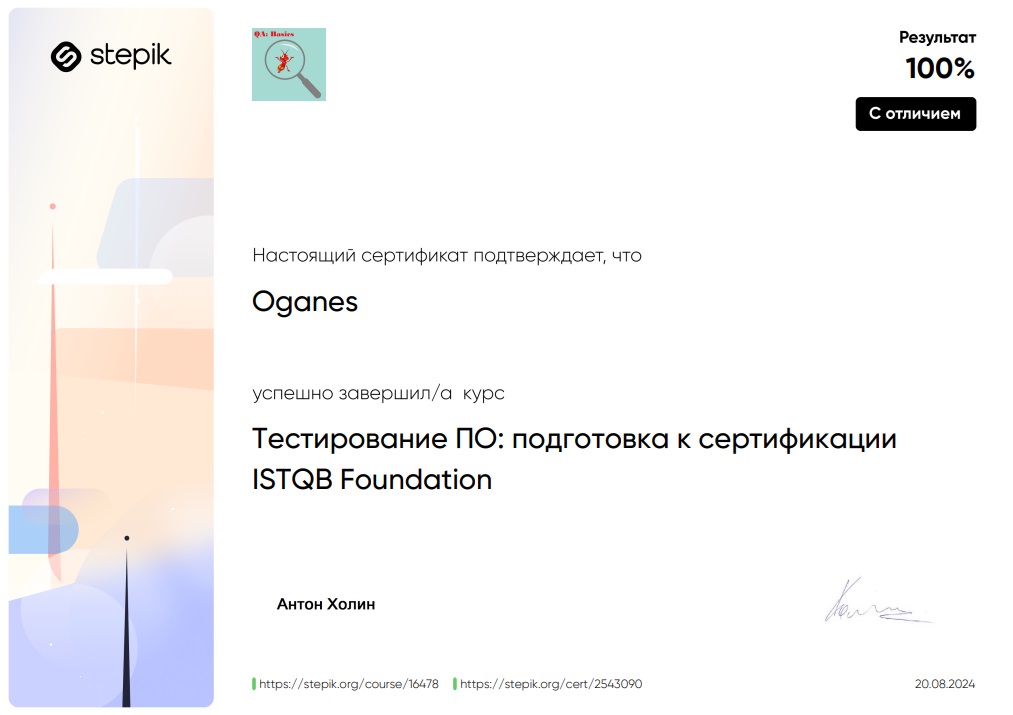 stepik
QA: Basics
Результат
100%
С отличием
Настоящий сертификат подтверждает, что
Oganes
успешно завершил/а курс
Тестирование ПО: подготовка к сертификации
ISTQB Foundation
Антон Холин
https://stepik.org/course/16478 https://stepik.org/cert/2543090 20.08.2024